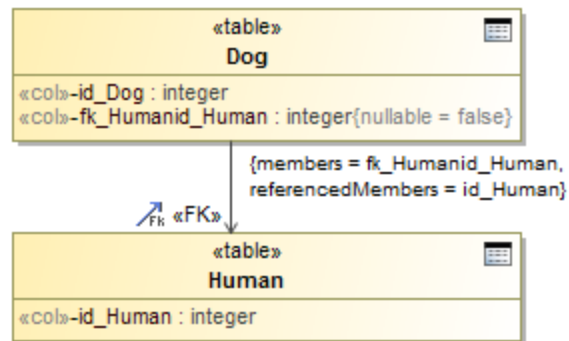 «table»
Dog
«col»-id_Dog : integer
«col»-fk_Humanid_Human : integer{nullable = false}
{members = fk_Humanid_Human,
referencedMembers = id_Human}
Fk «FK»
«table»
Human
«col»-id_Human : integer